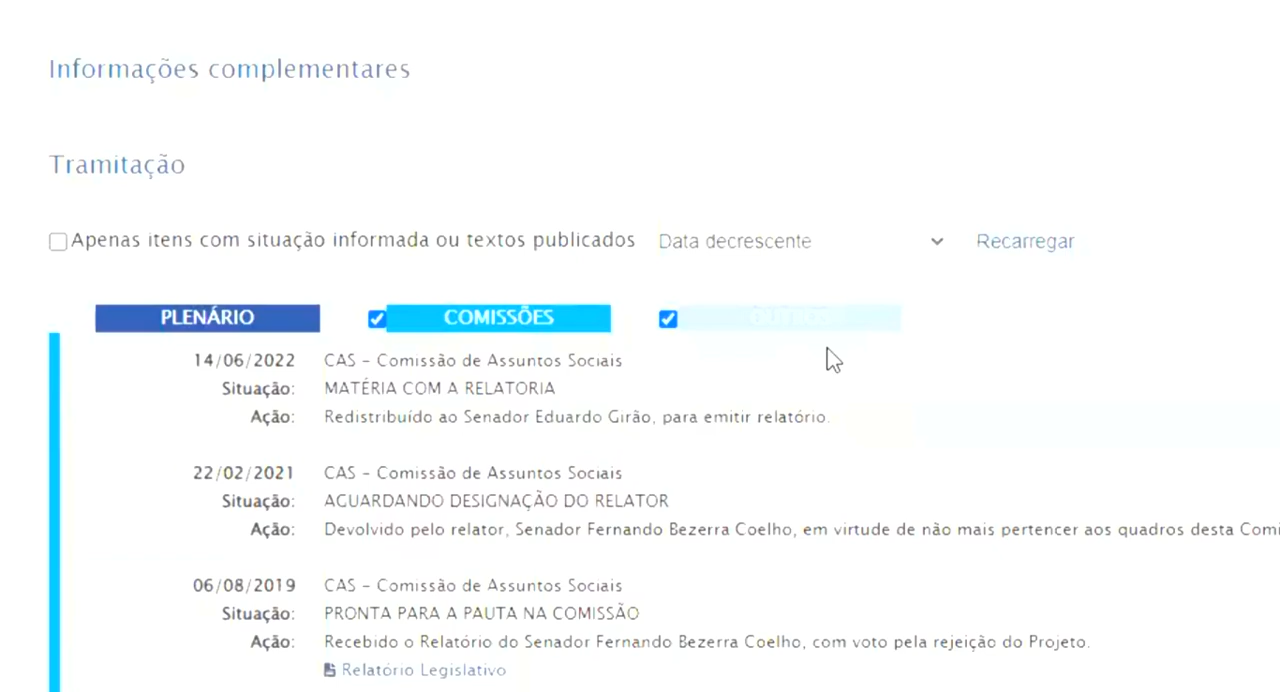 Informações complementares
Tramitação
Apenas itens com situação informada ou textos publicados Data decrescente Recarregar
PLENÁRIO COMISSÕES
14/06/2022 CAS - Comissão de Assuntos Sociais
Situação: MATÉRIA COM A RELATORIA
Ação: Redistribuído ao Senador Eduardo Girão, para emitir relatório.
22/02/2021 CAS - Comissão de Assuntos Sociais
Situação: AGUARDANDO DESIGNAÇÃO DO RELATOR
Ação: Devolvido pelo relator, Senador Fernando Bezerra Coelho, em virtude de não mais pertencer aos quadros desta Comi
06/08/2019 CAS - Comissão de Assuntos Sociais
Situação: PRONTA PARA A PAUTA NA COMISSÃO
Ação: Recebido o Relatório do Senador Fernando Bezerra Coelho, com voto pela rejeição do Projeto.
Relatório Legislativo